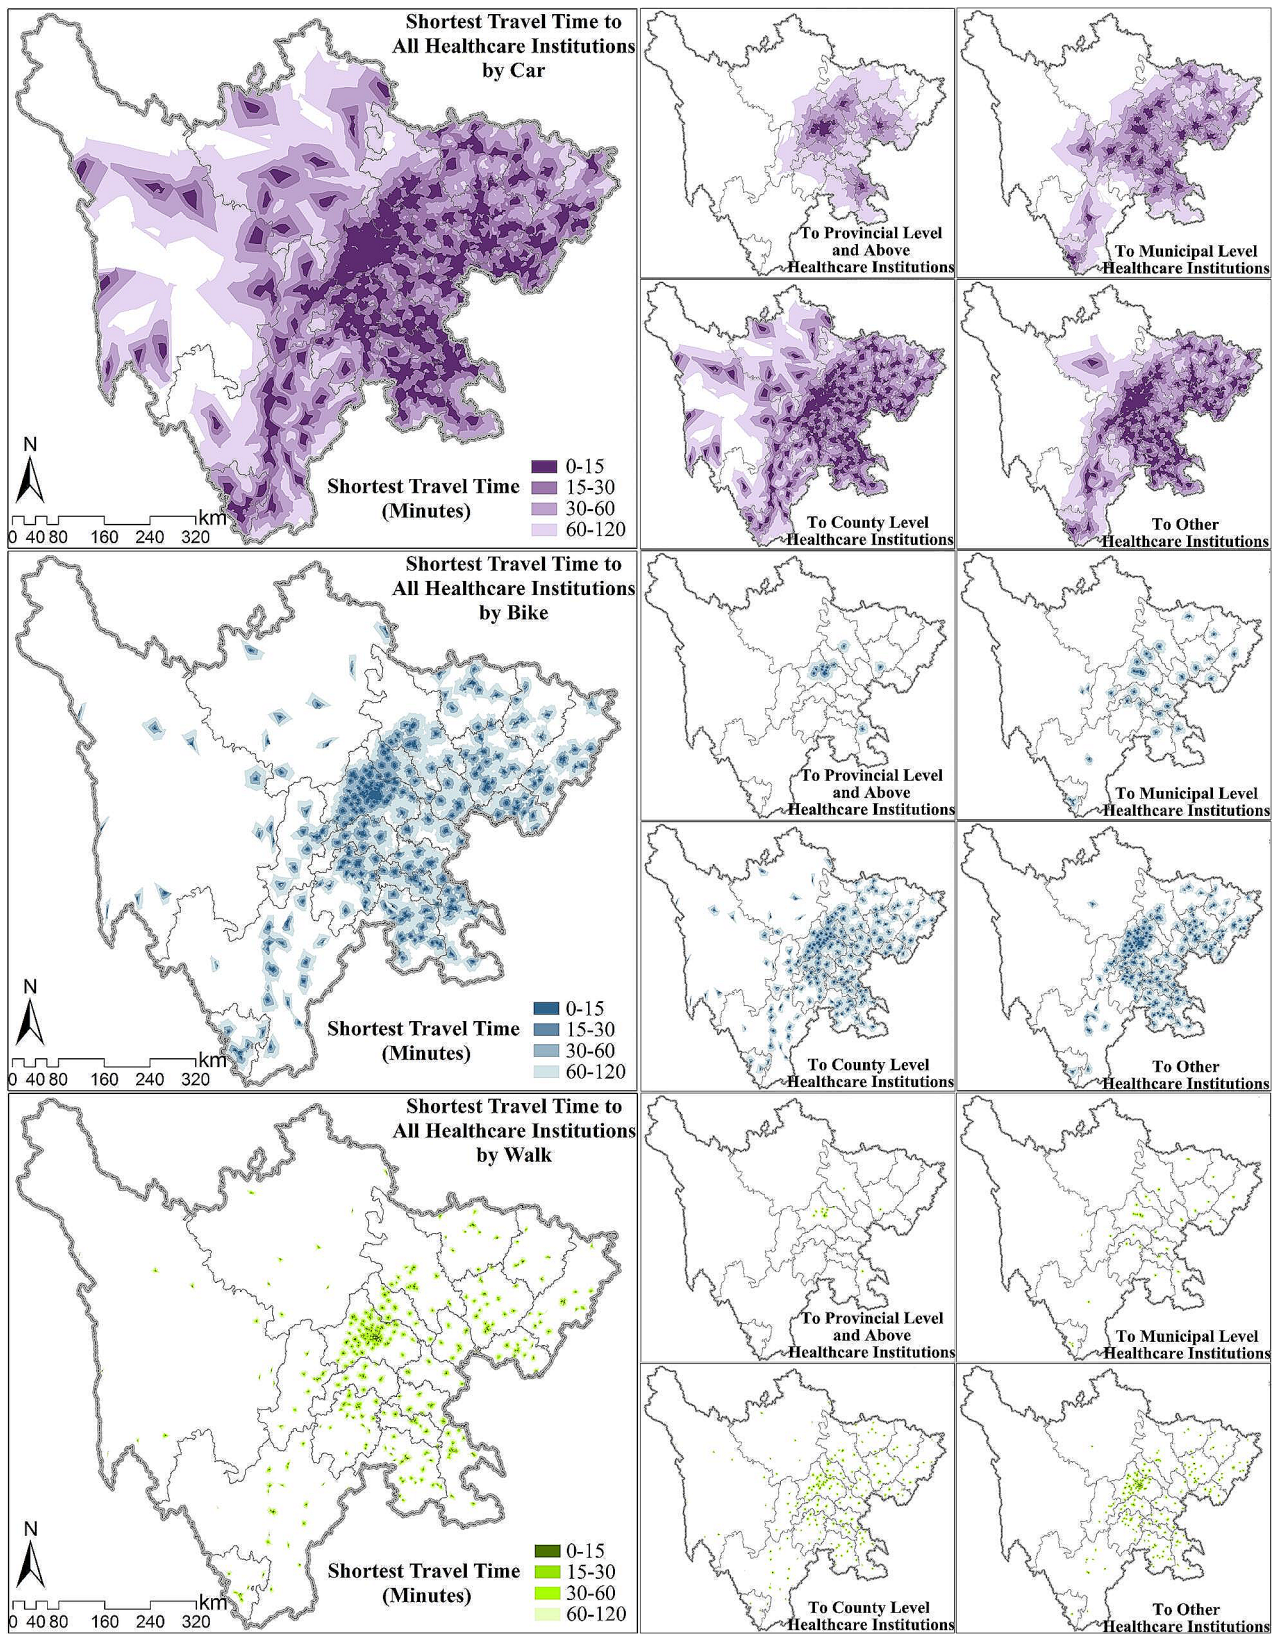 Shortest Travel Time to
All Healthcare Institutions
by Car
N
km
0 40 80 160 240 320
Shortest Travel Time
(Minutes)
0-15
15-30
30-60
60-120
To Provincial Level
and Above
Healthcare Institutions
To Municipal Level
Healthcare Institutions
To County Level
Healthcare Institutions
To Other
Healthcare Institutions
Shortest Travel Time to
All Healthcare Institutions
by Bike
N
km
0 40 80 160 240 320
Shortest Travel Time
(Minutes)
0-15
15-30
30-60
60-120
To Provincial Level
and Above
Healthcare Institutions
To Municipal Level
Healthcare Institutions
To County Level
Healthcare Institutions
To Other
Healthcare Institutions
Shortest Travel Time to
All Healthcare Institutions
by Walk
N
km
0 40 80 160 240 320
Shortest Travel Time
(Minutes)
0-15
15-30
30-60
60-120
To Provincial Level
and Above
Healthcare Institutions
To Municipal Level
Healthcare Institutions
To County Level
Healthcare Institutions
To Other
Healthcare Institutions